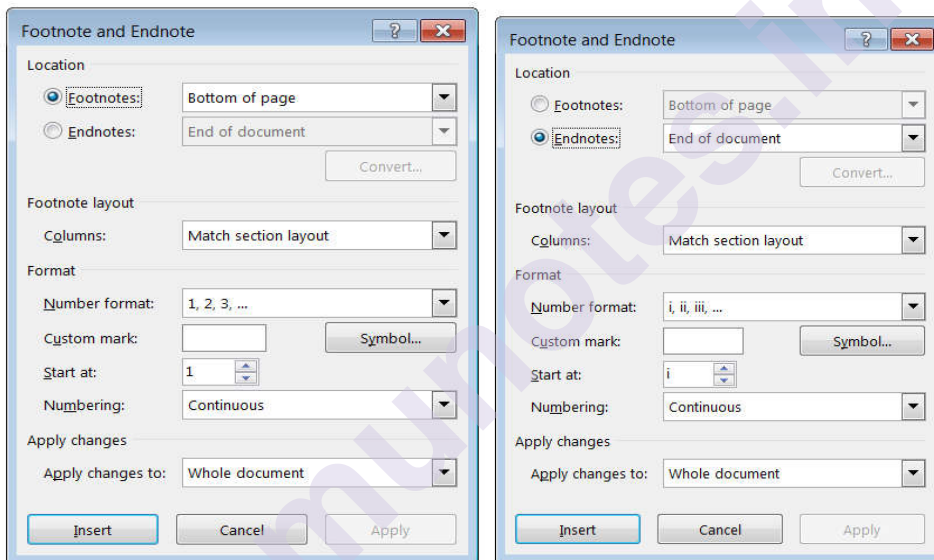 Footnote and Endnote
Location
Footnotes: Bottom of page
Endnotes: End of document
Convert...
Footnote layout
Columns: Match section layout
Format
Number format: 1, 2, 3, ...
Custom mark: Symbol...
Start at: 1
Numbering: Continuous
Apply changes
Apply changes to: Whole document
Insert Cancel Apply
Footnote and Endnote
Location
Footnotes: Bottom of page
Endnotes: End of document
Convert...
Footnote layout
Columns: Match section layout
Format
Number format: i, ii, iii, ...
Custom mark: Symbol...
Start at: i
Numbering: Continuous
Apply changes
Apply changes to: Whole document
Insert Cancel Apply
munotes.in